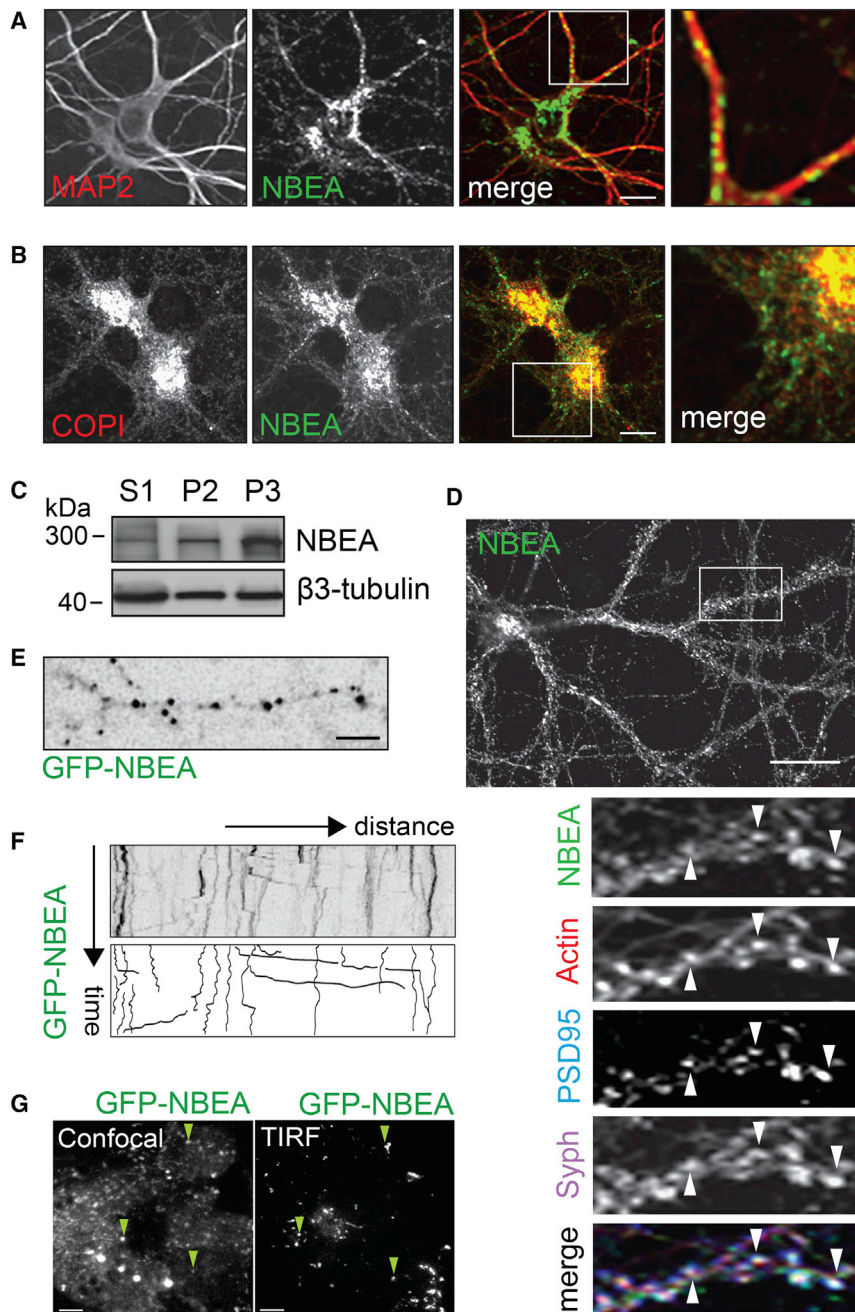 A
MAP2
NBEA
merge
B
COPI
NBEA
merge
C
kDa
S1 P2 P3
300
NBEA
40
β3-tubulin
D
NBEA
E
GFP-NBEA
F
distance
GFP-NBEA
time
NBEA
Actin
PSD95
Syph
merge
G
GFP-NBEA
GFP-NBEA
Confocal
TIRF